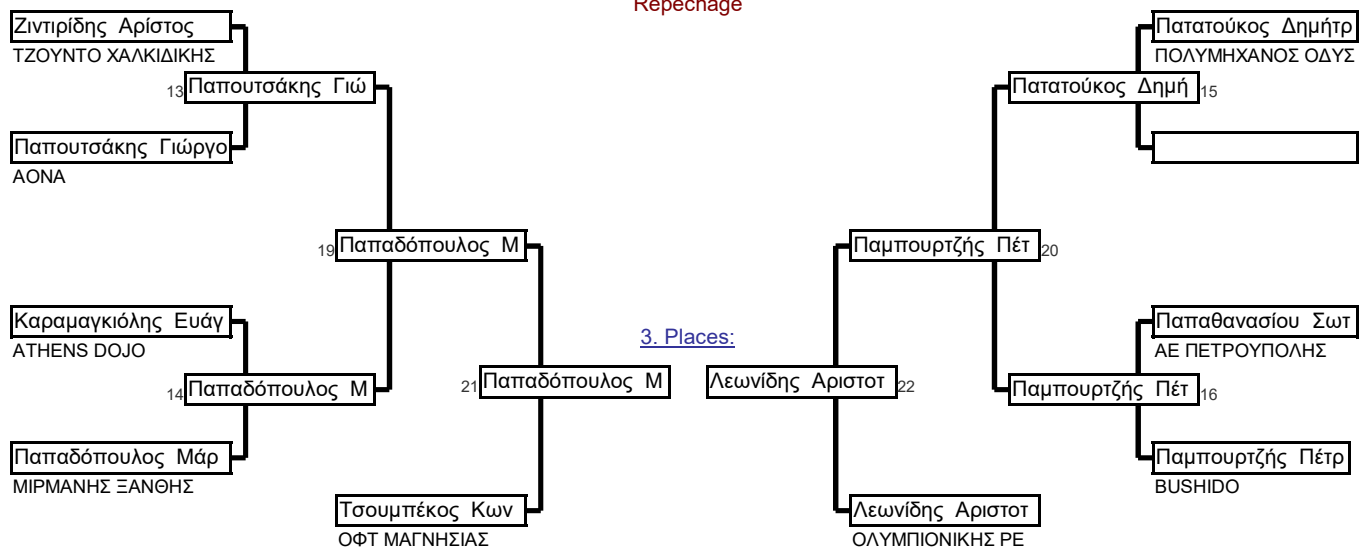 Repechage
Ζιντιρίδης Αρίστος
ΤΖΟΥΝΤΟ ΧΑΛΚΙΔΙΚΗΣ
13 Παπουτσάκης Γιώ
Παπουτσάκης Γιώργο
ΑΟΝΑ
19 Παπαδόπουλος Μ
Καραμαγκιόλης Ευάγ
ATHENS DOJO
14 Παπαδόπουλος Μ
Παπαδόπουλος Μάρ
ΜΙΡΜΑΝΗΣ ΞΑΝΘΗΣ
3. Places:
21 Παπαδόπουλος Μ
Τσουμπέκος Κων
ΟΦΤ ΜΑΓΝΗΣΙΑΣ
Πατατούκος Δημήτρ
ΠΟΛΥΜΗΧΑΝΟΣ ΟΔΥΣ
Πατατούκος Δημή 15
Παμπουρτζής Πέτ 20
Παπαθανασίου Σωτ
ΑΕ ΠΕΤΡΟΥΠΟΛΗΣ
Παμπουρτζής Πέτ 16
Παμπουρτζής Πέτρ
BUSHIDO
Λεωνίδης Αριστοτ 22
Λεωνίδης Αριστοτ
ΟΛΥΜΠΙΟΝΙΚΗΣ ΡΕ